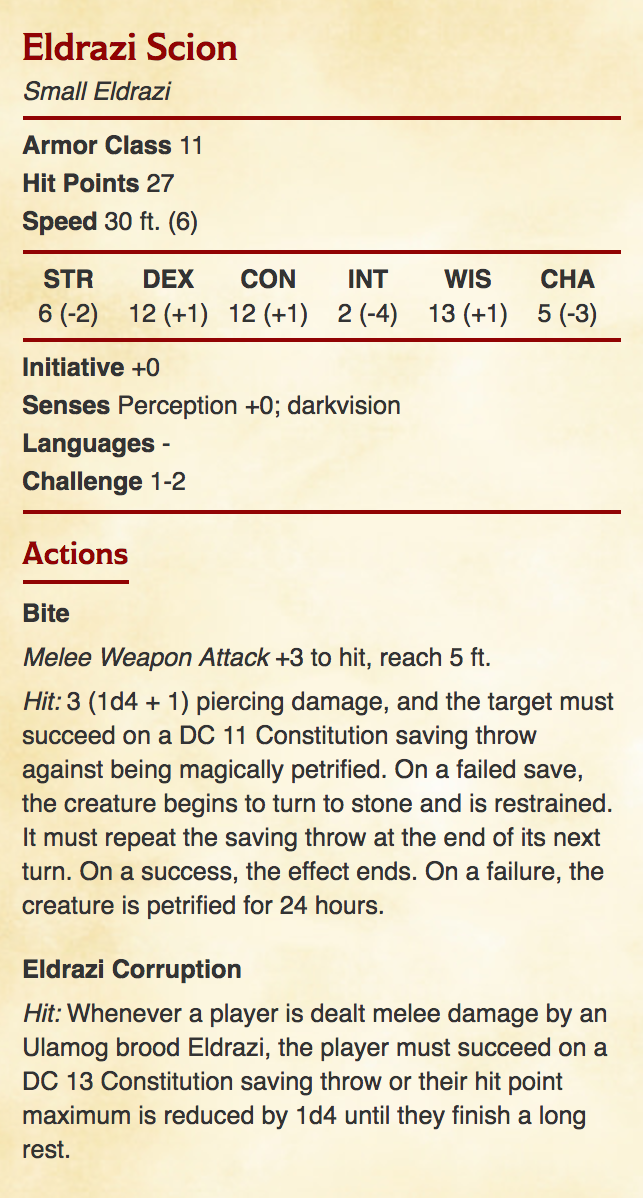 Eldrazi Scion
Small Eldrazi
Armor Class 11
Hit Points 27
Speed 30 ft. (6)
STR DEX CON INT WIS CHA
6 (-2) 12 (+1) 12 (+1) 2 (-4) 13 (+1) 5 (-3)
Initiative +0
Senses Perception +0; darkvision
Languages -
Challenge 1-2
Actions
Bite
Melee Weapon Attack +3 to hit, reach 5 ft.
Hit: 3 (1d4 + 1) piercing damage, and the target must
succeed on a DC 11 Constitution saving throw
against being magically petrified. On a failed save,
the creature begins to turn to stone and is restrained.
It must repeat the saving throw at the end of its next
turn. On a success, the effect ends. On a failure, the
creature is petrified for 24 hours.
Eldrazi Corruption
Hit: Whenever a player is dealt melee damage by an
Ulamog brood Eldrazi, the player must succeed on a
DC 13 Constitution saving throw or their hit point
maximum is reduced by 1d4 until they finish a long
rest.